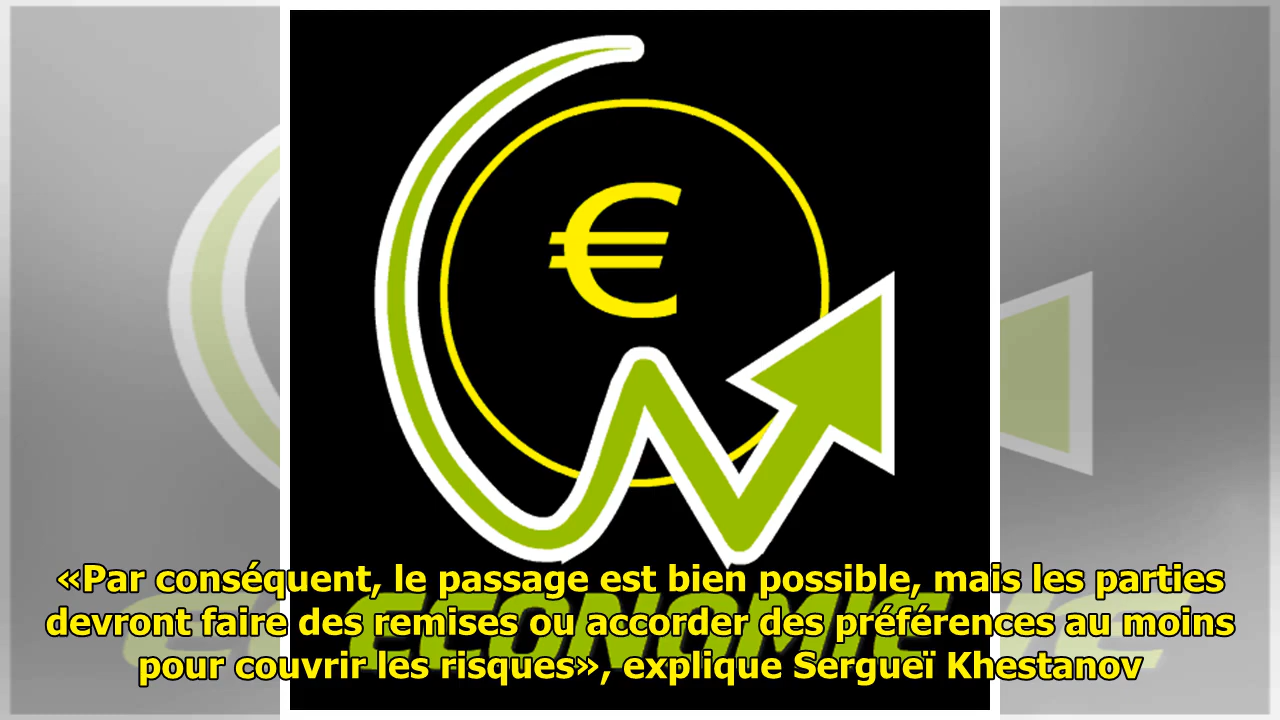 €
«Par conséquent, le passage est bien possible, mais les parties
devront faire des remises ou accorder des préférences au moins
pour couvrir les risques», explique Sergueï Khestanov